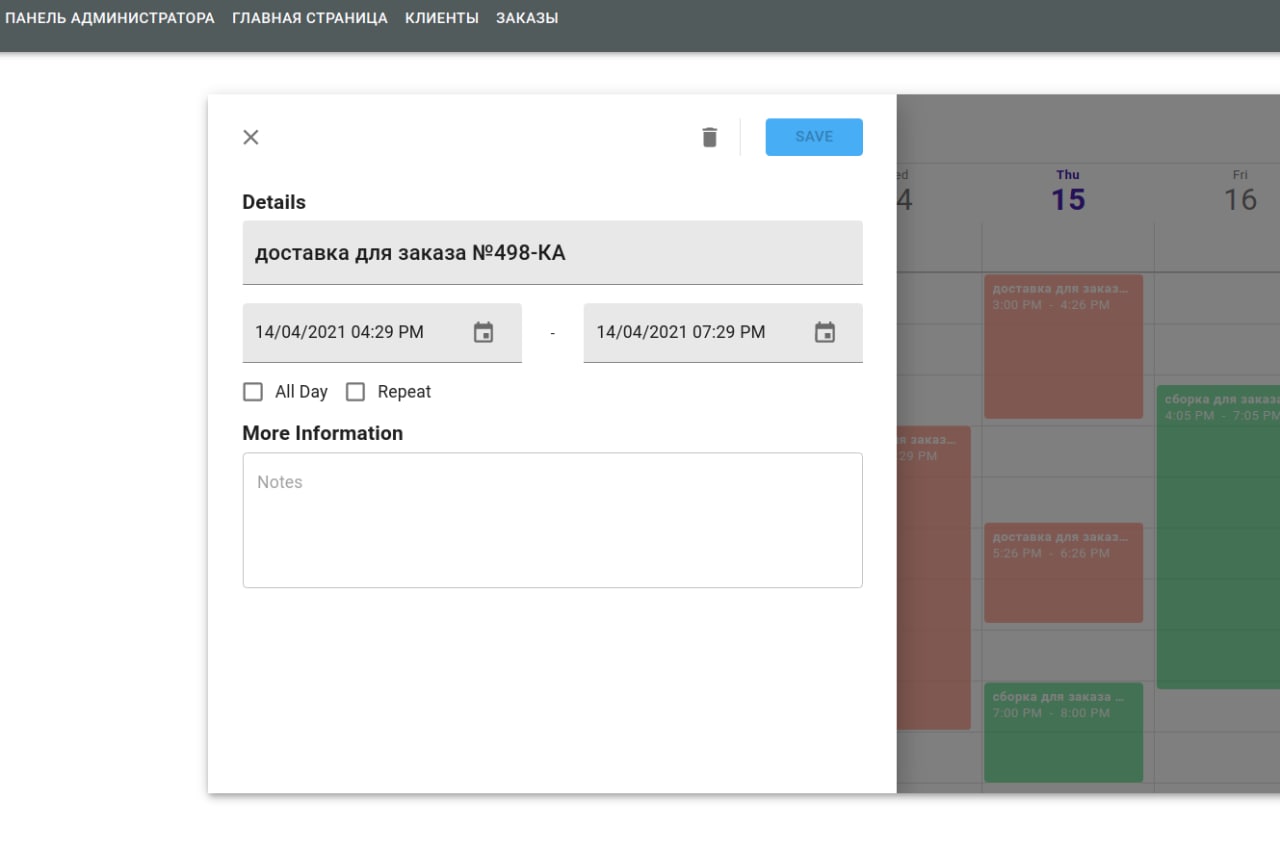 ПАНЕЛЬ АДМИНИСТРАТОРА ГЛАВНАЯ СТРАНИЦА КЛИЕНТЫ ЗАКАЗЫ
SAVE
Details
доставка для заказа №498-КА
14/04/2021 04:29 PM - 14/04/2021 07:29 PM
All Day Repeat
More Information
Notes
ed
4
Thu
15
Fri
16
доставка для заказ...
3:00 PM - 4:26 PM
сборка для заказа
4:05 PM - 7:05 PM
я заказ...
29 PM
доставка для заказ...
5:26 PM - 6:26 PM
сборка для заказа ...
7:00 PM - 8:00 PM